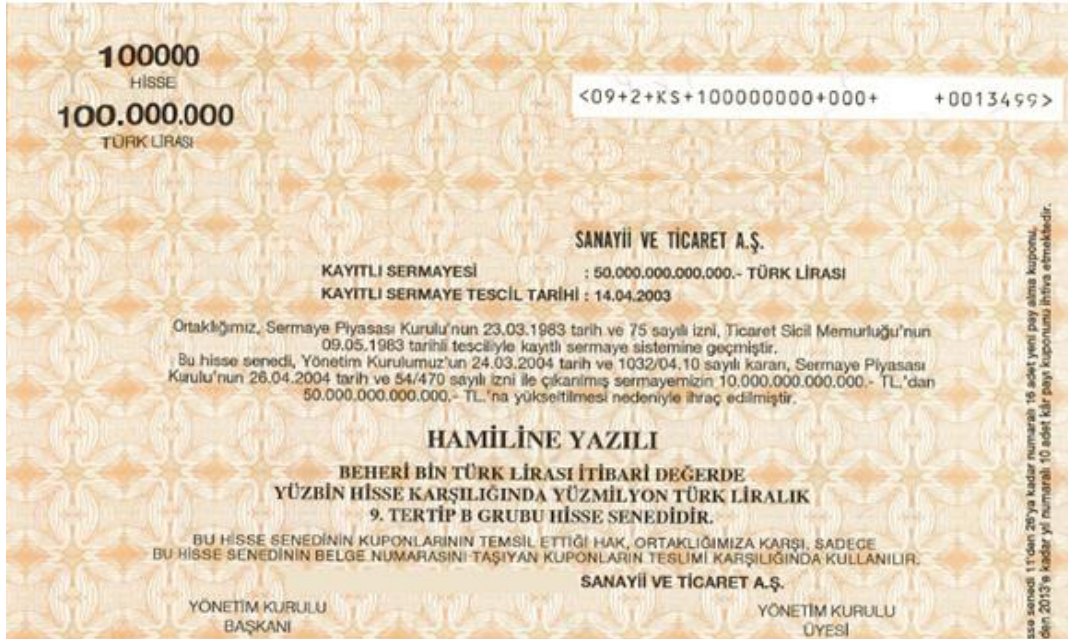 100000
HİSSE
100.000.000
TÜRK LİRASI
<09+2+KS+100000000+000+ +0013499>
SANAYİİ VE TİCARET A.Ş.
KAYITLI SERMAYESİ : 50.000.000.000.000.- TÜRK LİRASI
KAYITLI SERMAYE TESCİL TARİHİ : 14.04.2003
Ortaklığımız, Sermaye Piyasası Kurulu'nun 23.03.1983 tarih ve 75 sayılı izni, Ticaret Sicil Memurluğu'nun
09.05.1983 tarihli tesciliyle kayıtlı sermaye sistemine geçmiştir.
Bu hisse senedi, Yönetim Kurulumuz'un 24.03.2004 tarih ve 1032/04.10 sayılı kararı, Sermaye Piyasası
Kurulu'nun 26.04.2004 tarih ve 54/470 sayılı izni ile çıkarılmış sermayemizin 10.000.000.000.000.- TL.'dan
50.000.000.000.000.- TL.'na yükseltilmesi nedeniyle ihraç edilmiştir.
HAMİLİNE YAZILI
BEHERİ BİN TÜRK LİRASI İTİBARİ DEĞERDE
YÜZBİN HİSSE KARŞILIĞINDA YÜZMİLYON TÜRK LİRALIK
9. TERTİP B GRUBU HİSSE SENEDİDİR.
BU HİSSE SENEDİNİN KUPONLARININ TEMSİL ETTİĞİ HAK, ORTAKLIĞIMIZA KARŞI, SADECE
BU HİSSE SENEDİNİN BELGE NUMARASINI TAŞIYAN KUPONLARIN TESLİMİ KARŞILIĞINDA KULLANILIR.
SANAYİİ VE TİCARET A.Ş.
YÖNETİM KURULU
BAŞKANI
YÖNETİM KURULU
ÜYESİ
senedi 11'den 26'ya kadar numaralı 16 adet yeni pay alma kuponu,
2013'e kadar yıl numaralı 10 adet kâr payı kuponunu ihtiva etmektedir.